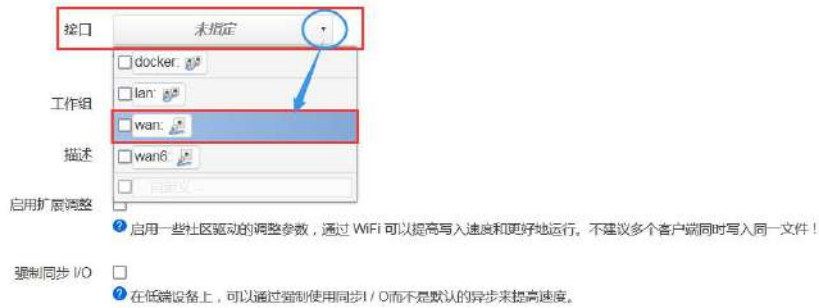 接口 未指定
docker:
lan:
工作组
wan:
描述
wan6:
自定义
启用扩展调整
启用一些社区驱动的调整参数，通过 WiFi 可以提高写入速度和更好地运行。不建议多个客户端同时写入同一文件！
强制同步 I/O
在低端设备上，可以通过强制使用同步I / O而不是默认的异步来提高速度。